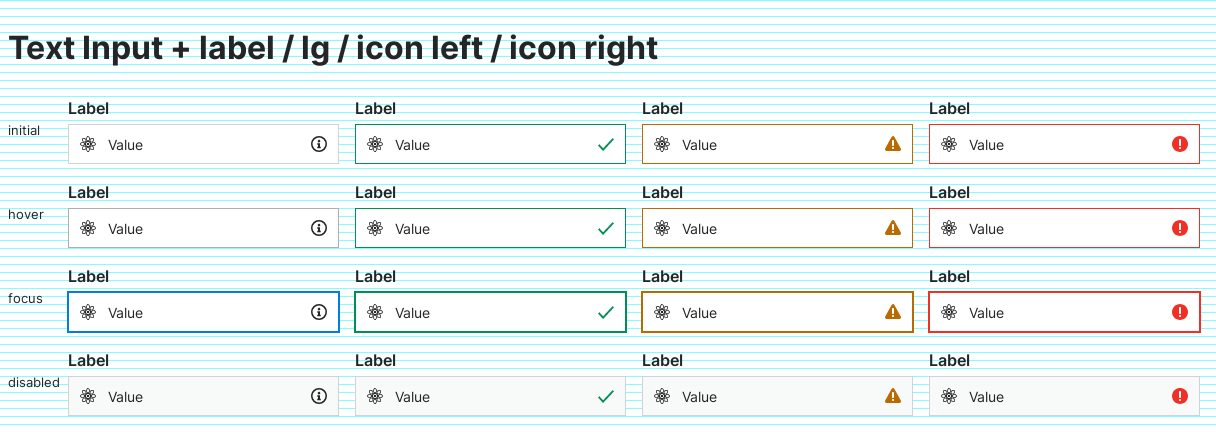 Text Input + label / lg / icon left / icon right
Label Label Label Label
initial Value Value Value Value
Label Label Label Label
hover Value Value Value Value
Label Label Label Label
focus Value Value Value Value
Label Label Label Label
disabled Value Value Value Value